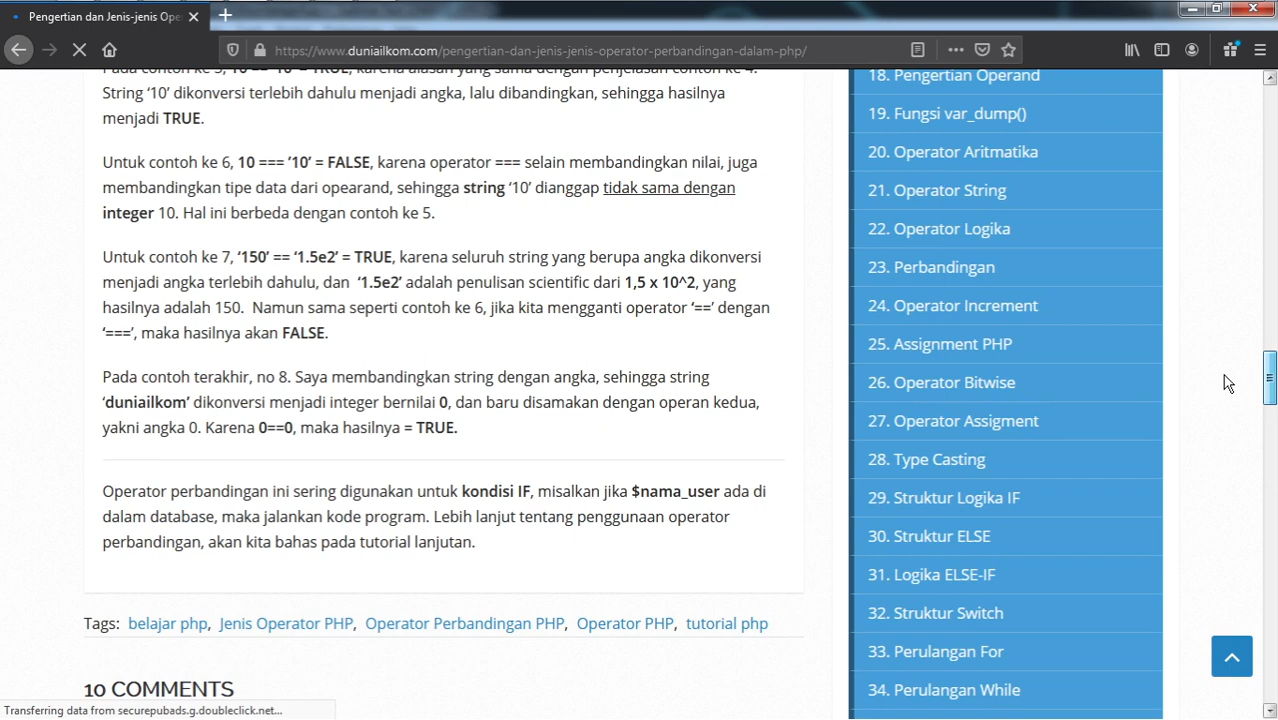 Pengertian dan Jenis-jenis Ope
https://www.duniailkom.com/pengertian-dan-jenis-jenis-operator-perbandingan-dalam-php/
Pada contoh ke 5, 10 == '10' = TRUE, karena alasan yang sama dengan penjelasan contoh ke 4.
String ‘10’ dikonversi terlebih dahulu menjadi angka, lalu dibandingkan, sehingga hasilnya
menjadi TRUE.
Untuk contoh ke 6, 10 === ’10’ = FALSE, karena operator === selain membandingkan nilai, juga
membandingkan tipe data dari opearand, sehingga string ‘10’ dianggap tidak sama dengan
integer 10. Hal ini berbeda dengan contoh ke 5.
Untuk contoh ke 7, ‘150’ == ‘1.5e2’ = TRUE, karena seluruh string yang berupa angka dikonversi
menjadi angka terlebih dahulu, dan ‘1.5e2’ adalah penulisan scientific dari 1,5 x 10^2, yang
hasilnya adalah 150. Namun sama seperti contoh ke 6, jika kita mengganti operator ‘==’ dengan
‘===’, maka hasilnya akan FALSE.
Pada contoh terakhir, no 8. Saya membandingkan string dengan angka, sehingga string
‘duniailkom’ dikonversi menjadi integer bernilai 0, dan baru disamakan dengan operan kedua,
yakni angka 0. Karena 0==0, maka hasilnya = TRUE.
Operator perbandingan ini sering digunakan untuk kondisi IF, misalkan jika $nama_user ada di
dalam database, maka jalankan kode program. Lebih lanjut tentang penggunaan operator
perbandingan, akan kita bahas pada tutorial lanjutan.
Tags: belajar php, Jenis Operator PHP, Operator Perbandingan PHP, Operator PHP, tutorial php
10 COMMENTS
18. Pengertian Operand
19. Fungsi var_dump()
20. Operator Aritmatika
21. Operator String
22. Operator Logika
23. Perbandingan
24. Operator Increment
25. Assignment PHP
26. Operator Bitwise
27. Operator Assigment
28. Type Casting
29. Struktur Logika IF
30. Struktur ELSE
31. Logika ELSE-IF
32. Struktur Switch
33. Perulangan For
34. Perulangan While
Transferring data from securepubads.g.doubleclick.net...